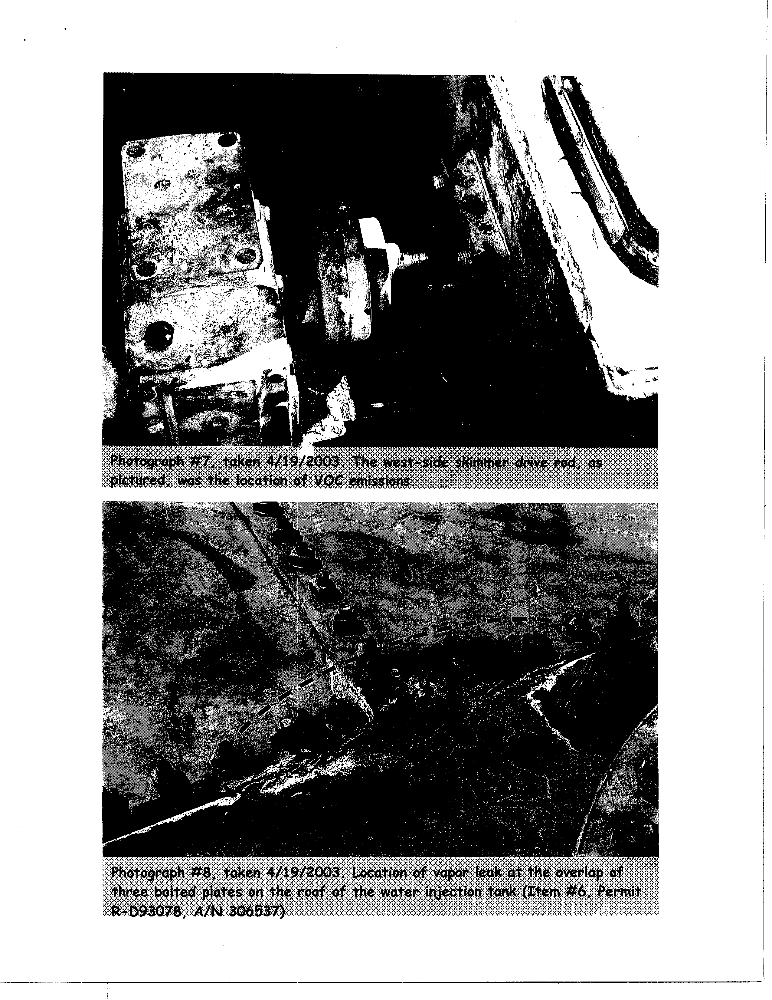 Photograph #7, taken 4/19/2003. The west-side skimmer drive rod, as
pictured, was the location of VOC emissions.
Photograph #8, taken 4/19/2003. Location of vapor leak at the overlap of
three bolted plates on the roof of the water injection tank (Item #6, Permit
R-D93078, A/N 306537)